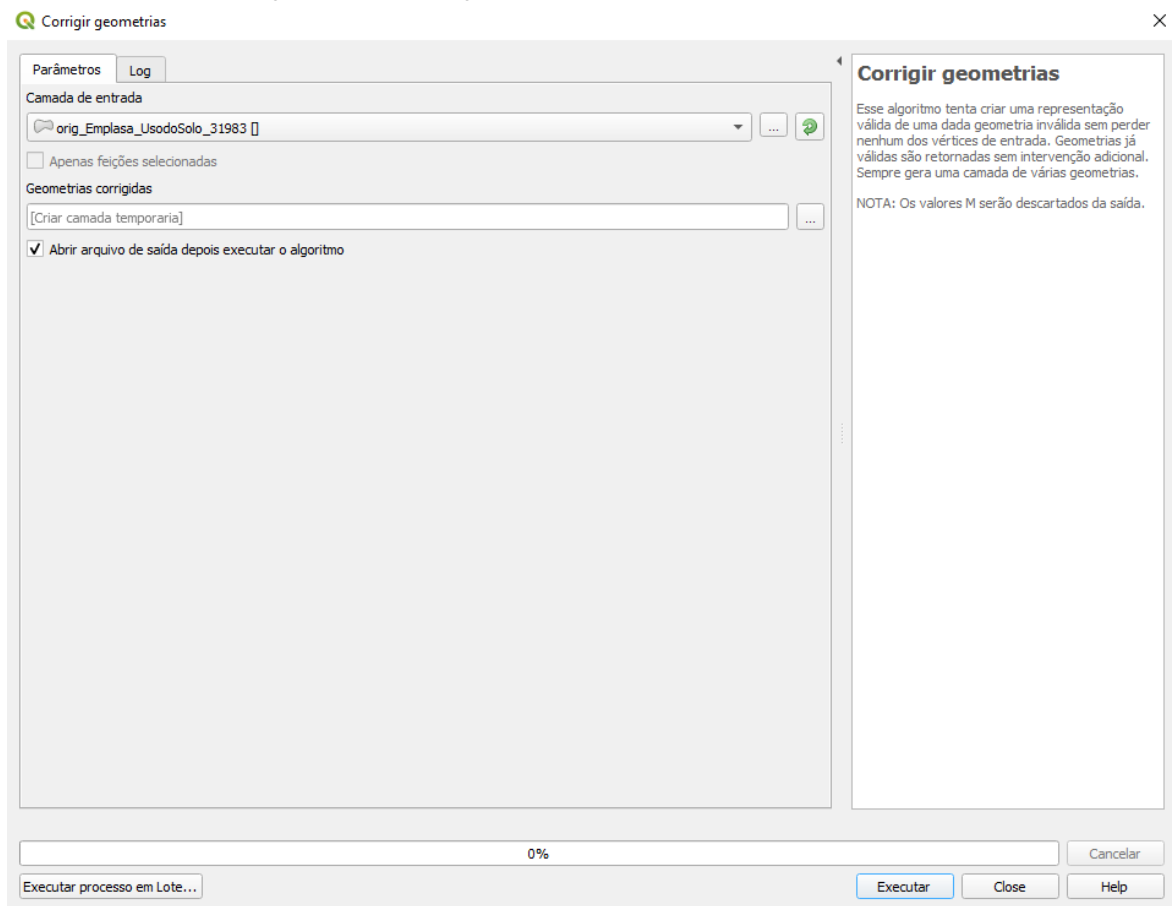 Corrigir geometrias
Parâmetros
Log
Camada de entrada
orig_Emplasa_UsodoSolo_31983 []
...
Apenas feições selecionadas
Geometrias corrigidas
[Criar camada temporaria]
...
Abrir arquivo de saída depois executar o algoritmo
Corrigir geometrias
Esse algoritmo tenta criar uma representação
válida de uma dada geometria inválida sem perder
nenhum dos vértices de entrada. Geometrias já
válidas são retornadas sem intervenção adicional.
Sempre gera uma camada de várias geometrias.
NOTA: Os valores M serão descartados da saída.
0%
Cancelar
Executar processo em Lote...
Executar
Close
Help